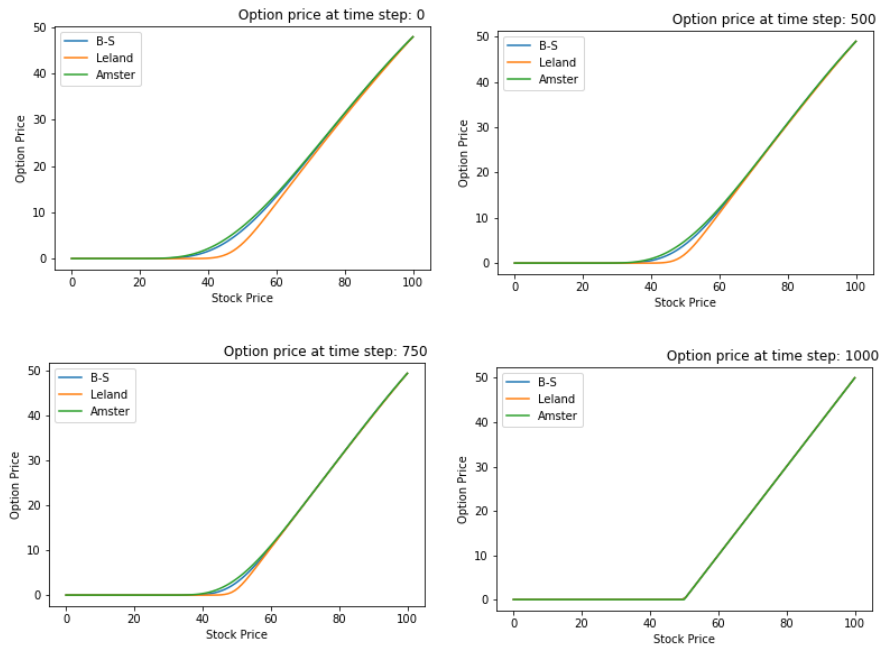 Option price at time step: 0
50
40
30
20
10
0
Option Price
B-S
Leland
Amster
0 20 40 60 80 100
Stock Price
Option price at time step: 500
50
40
30
20
10
0
Option Price
B-S
Leland
Amster
0 20 40 60 80 100
Stock Price
Option price at time step: 750
50
40
30
20
10
0
Option Price
B-S
Leland
Amster
0 20 40 60 80 100
Stock Price
Option price at time step: 1000
50
40
30
20
10
0
Option Price
B-S
Leland
Amster
0 20 40 60 80 100
Stock Price